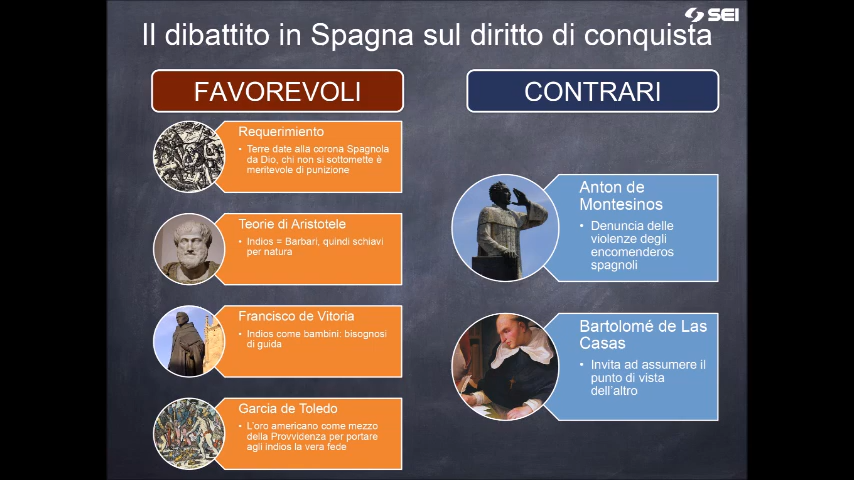 SEI
Il dibattito in Spagna sul diritto di conquista
FAVOREVOLI
Requerimiento
• Terre date alla corona Spagnola
da Dio, chi non si sottomette è
meritevole di punizione
Teorie di Aristotele
• Indios = Barbari, quindi schiavi
per natura
Francisco de Vitoria
• Indios come bambini: bisognosi
di guida
Garcia de Toledo
• L'oro americano come mezzo
della Provvidenza per portare
agli indios la vera fede
CONTRARI
Anton de
Montesinos
• Denuncia delle
violenze degli
encomenderos
spagnoli
Bartolomé de Las
Casas
• Invita ad assumere il
punto di vista
dell'altro